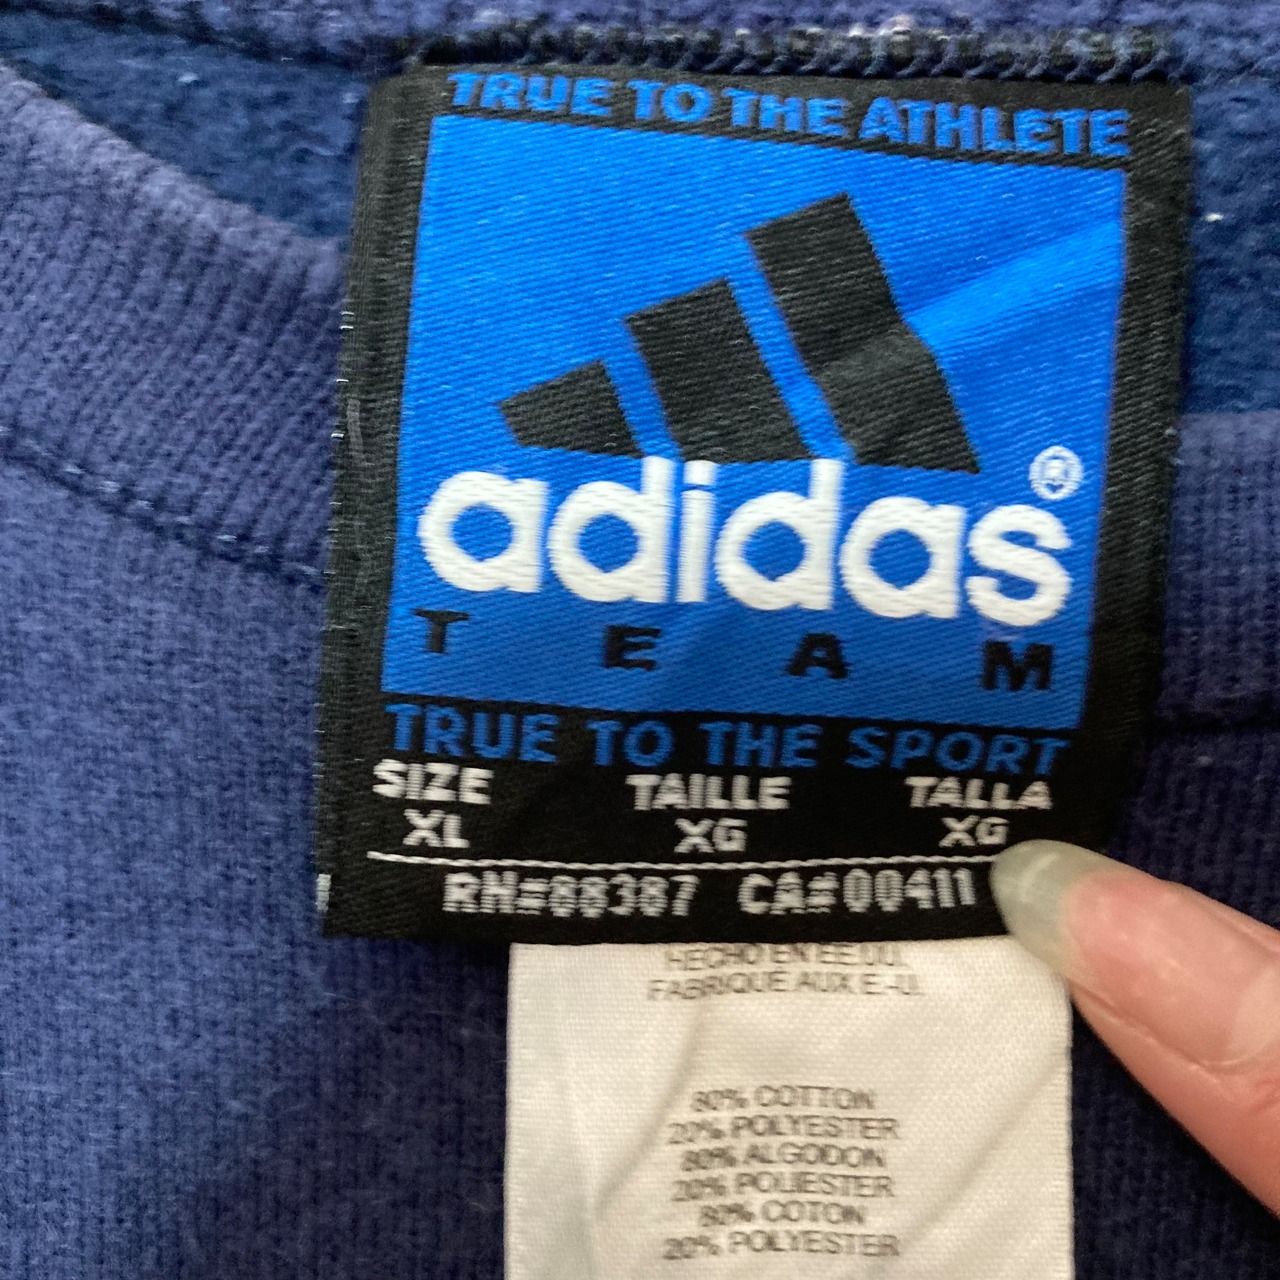 TRUE TO THE ATHLETE
adidas®
TEAM
TRUE TO THE SPORT
SIZE TAILLE TALLA
XL XG XG
RN#88387 CA#00411
HECHO EN EE.UU.
FABRIQUE AUX E.-U.
80% COTTON
20% POLYESTER
80% ALGODON
20% POLIESTER
80% COTON
20% POLYESTER